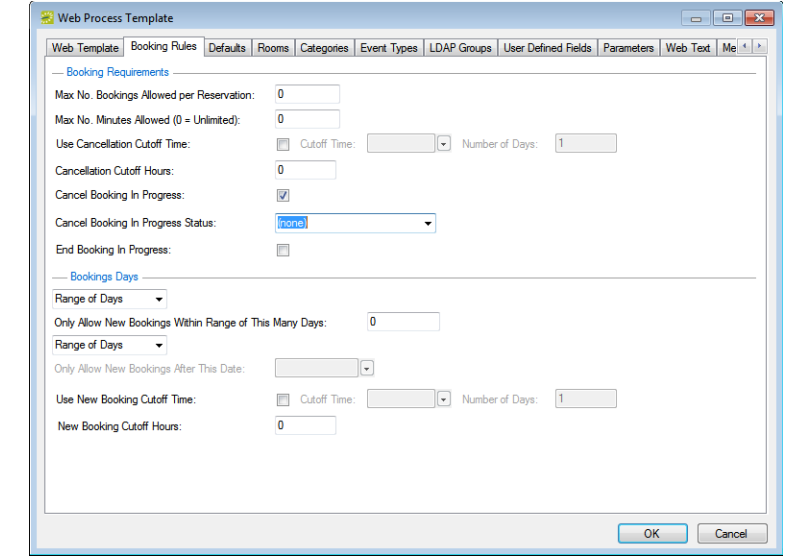 Web Process Template
Web Template Booking Rules Defaults Rooms Categories Event Types LDAP Groups User Defined Fields Parameters Web Text Me
Booking Requirements
Max No. Bookings Allowed per Reservation: 0
Max No. Minutes Allowed (0 = Unlimited): 0
Use Cancellation Cutoff Time: Cutoff Time: Number of Days: 1
Cancellation Cutoff Hours: 0
Cancel Booking In Progress:
Cancel Booking In Progress Status: (none)
End Booking In Progress:
Bookings Days
Range of Days
Only Allow New Bookings Within Range of This Many Days: 0
Range of Days
Only Allow New Bookings After This Date:
Use New Booking Cutoff Time: Cutoff Time: Number of Days: 1
New Booking Cutoff Hours: 0
OK Cancel